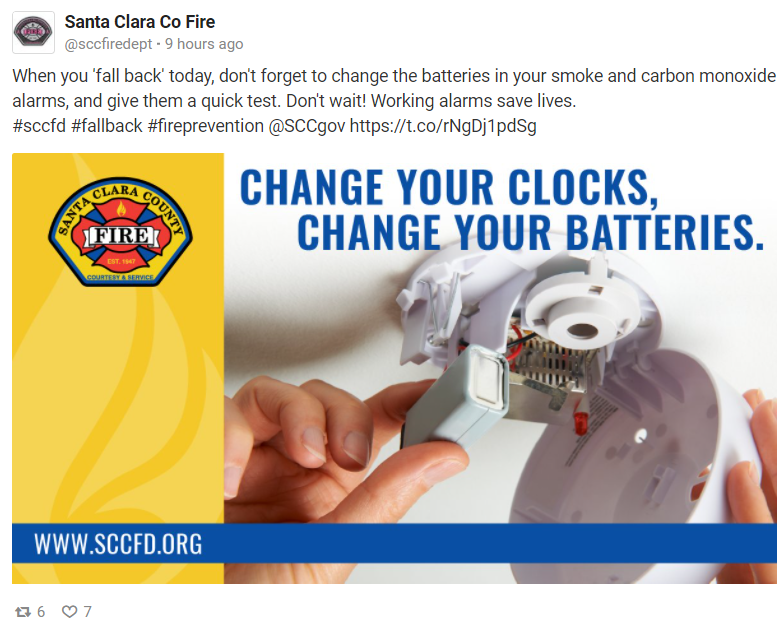 Santa Clara Co Fire
@sccfiredept · 9 hours ago
When you 'fall back' today, don't forget to change the batteries in your smoke and carbon monoxide
alarms, and give them a quick test. Don't wait! Working alarms save lives.
#sccfd #fallback #fireprevention @SCCgov https://t.co/rNgDj1pdSg
CHANGE YOUR CLOCKS,
CHANGE YOUR BATTERIES.
SANTA CLARA COUNTY
FIRE
EST. 1947
COURTESY & SERVICE
WWW.SCCFD.ORG
6 7